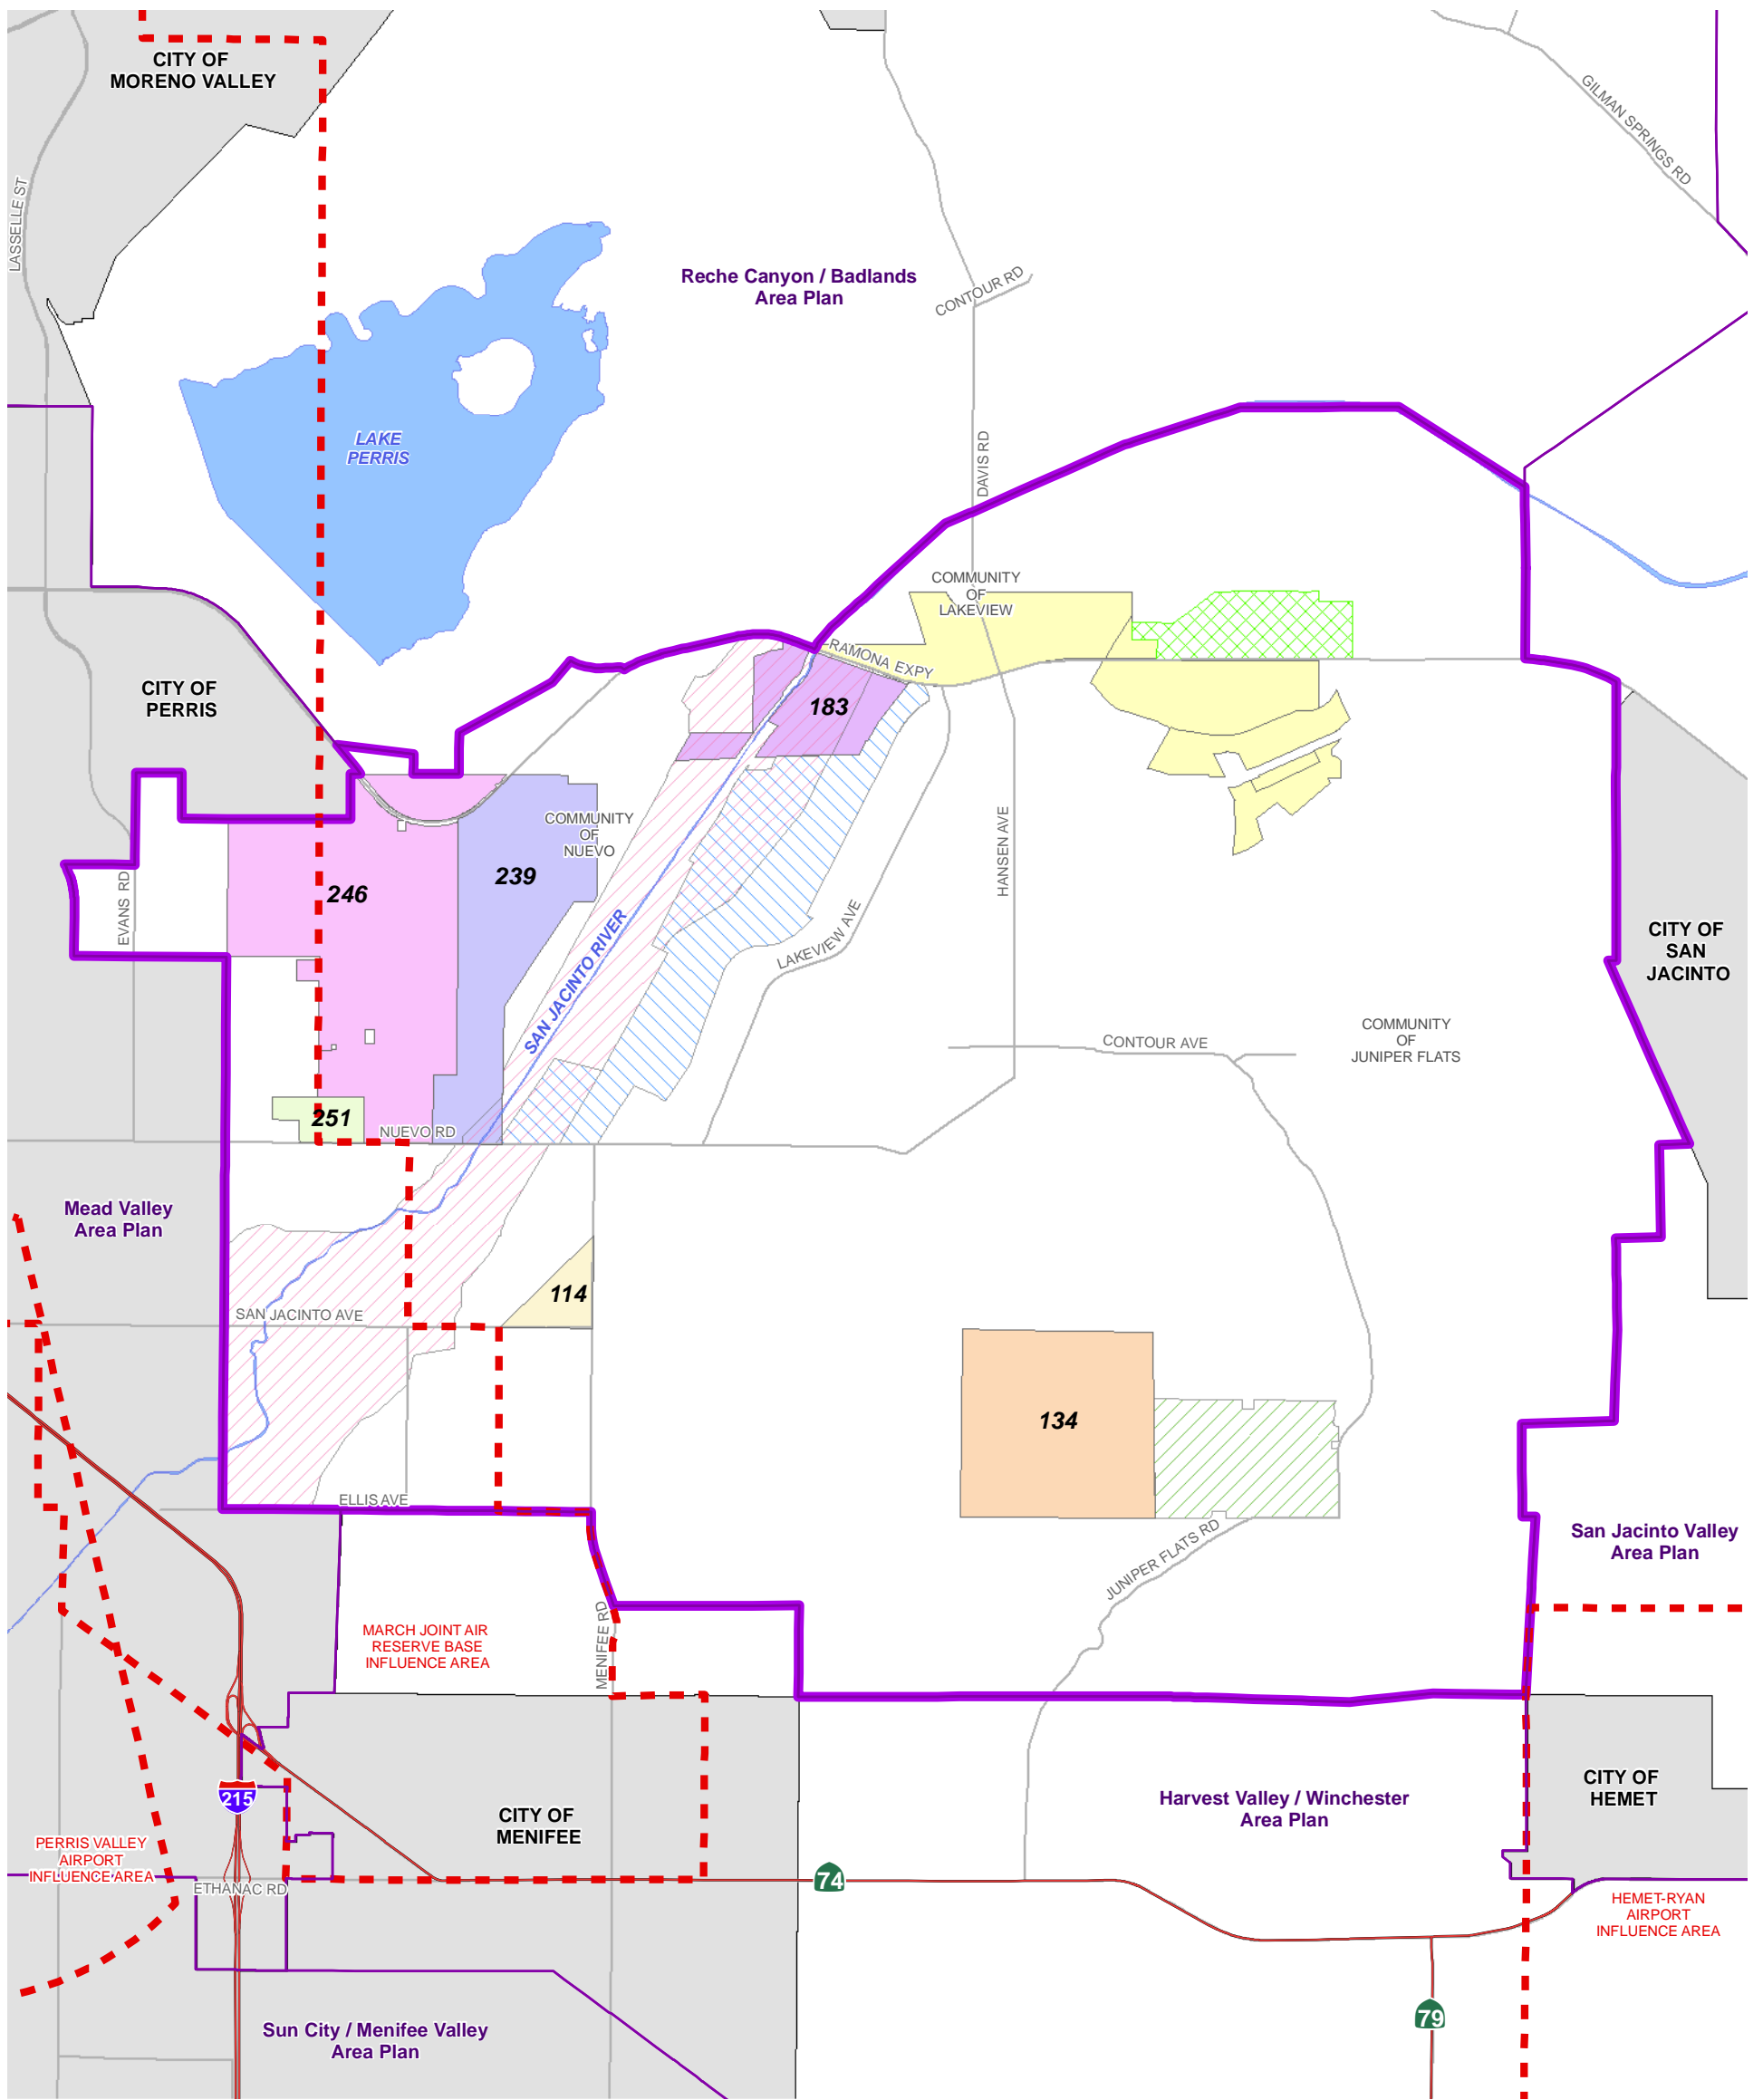 CITY OF
MORENO VALLEY
GILMAN SPRINGS RD
LASSELLE ST
Reche Canyon / Badlands
Area Plan
CONTOUR RD
LAKE
PERRIS
DAVIS RD
COMMUNITY
OF
LAKEVIEW
RAMONA EXPY
CITY OF
PERRIS
183
COMMUNITY
OF
NUEVO
246
239
EVANS RD
HANSEN AVE
LAKEVIEW AVE
SAN JACINTO RIVER
CITY OF
SAN
JACINTO
COMMUNITY
OF
JUNIPER FLATS
CONTOUR AVE
251
NUEVO RD
Mead Valley
Area Plan
114
SAN JACINTO AVE
134
ELLIS AVE
JUNIPER FLATS RD
San Jacinto Valley
Area Plan
MARCH JOINT AIR
RESERVE BASE
INFLUENCE AREA
MENIFEE RD
215
CITY OF
MENIFEE
Harvest Valley / Winchester
Area Plan
CITY OF
HEMET
PERRIS VALLEY
AIRPORT
INFLUENCE AREA
ETHANAC RD
74
HEMET-RYAN
AIRPORT
INFLUENCE AREA
79
Sun City / Menifee Valley
Area Plan